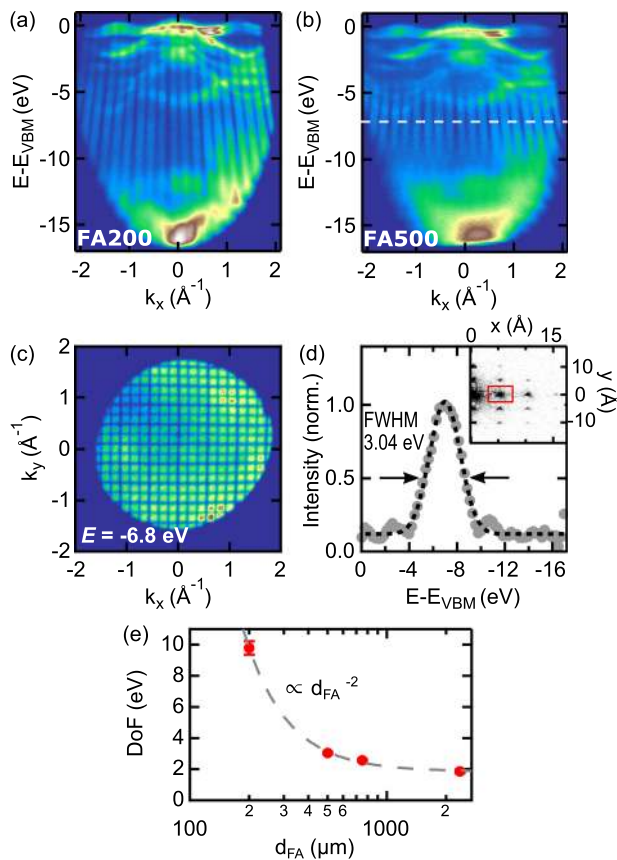 (a)
0
-5
-10
-15
E-E_VBM (eV)
FA200
-2 -1 0 1 2
k_x (Å⁻¹)
(b)
0
-5
-10
-15
E-E_VBM (eV)
FA500
-2 -1 0 1 2
k_x (Å⁻¹)
(c)
2
1
0
-1
-2
k_y (Å⁻¹)
E = -6.8 eV
-2 -1 0 1 2
k_x (Å⁻¹)
(d)
x (Å)
0 15
10
0
-10
y (Å)
1.0
0.5
0.0
Intensity (norm.)
FWHM
3.04 eV
0 -4 -8 -12 -16
E-E_VBM (eV)
(e)
10
8
6
4
2
0
DoF (eV)
∝ d_FA⁻²
2 3 4 5 6 2
100 1000
d_FA (µm)